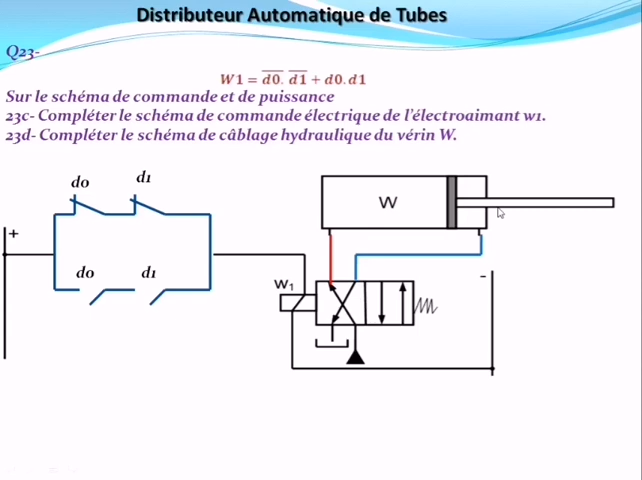 Distributeur Automatique de Tubes
Q23-
W1 = \overline{d0}. \overline{d1} + d0. d1
Sur le schéma de commande et de puissance
23c- Compléter le schéma de commande électrique de l'électroaimant w1.
23d- Compléter le schéma de câblage hydraulique du vérin W.
d0 d1
W
+
d0 d1
W1
-